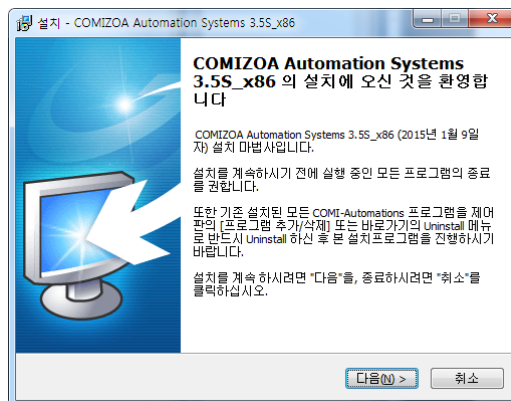 설치 - COMIZOA Automation Systems 3.5S_x86
COMIZOA Automation Systems
3.5S_x86 의 설치에 오신 것을 환영합
니다
COMIZOA Automation Systems 3.5S_x86 (2015년 1월 9일
자) 설치 마법사입니다.
설치를 계속하시기 전에 실행 중인 모든 프로그램의 종료
를 권합니다.
또한 기존 설치된 모든 COMI-Automations 프로그램을 제어
판의 [프로그램 추가/삭제] 또는 바로가기의 Uninstall 메뉴
로 반드시 Uninstall 하신 후 본 설치프로그램을 진행하시기
바랍니다.
설치를 계속 하시려면 "다음"을, 종료하시려면 "취소"를
클릭하십시오.
다음(N) > 취소